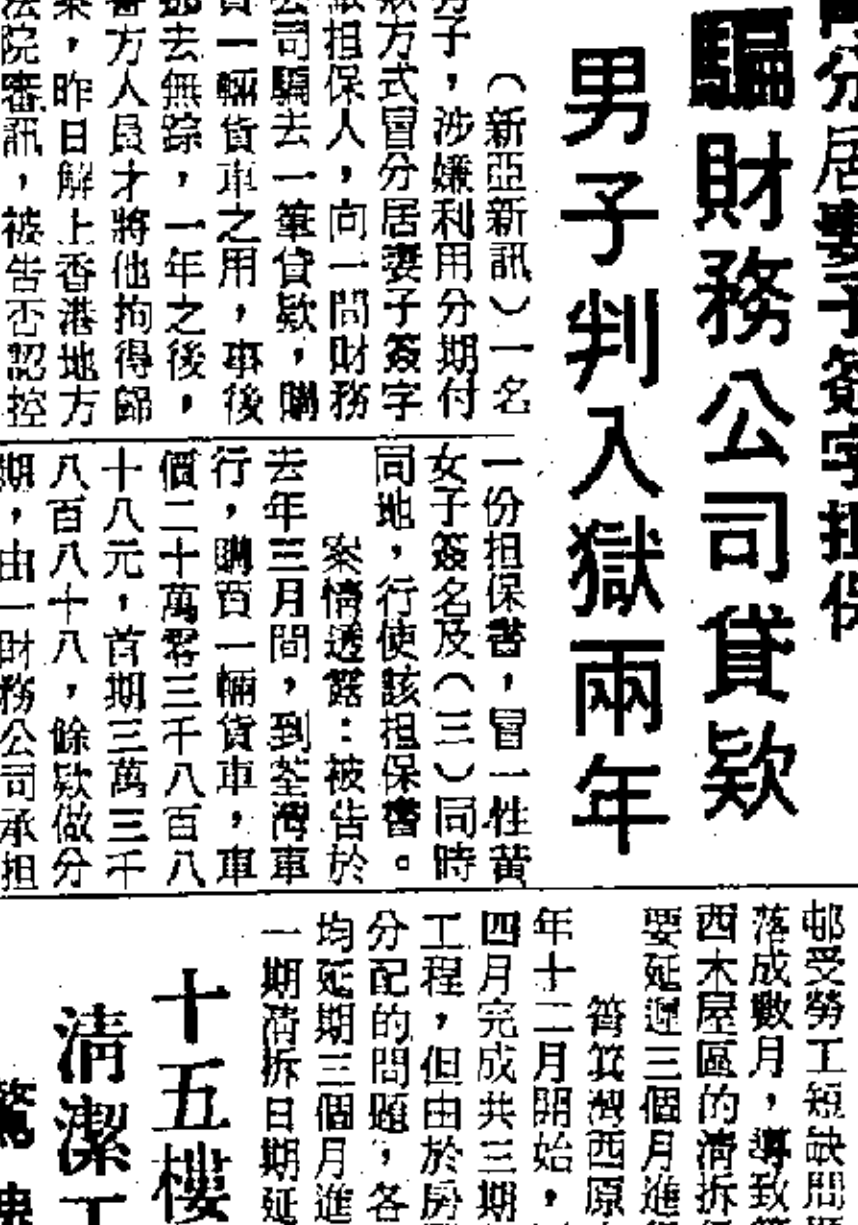 居妻子簽字担保
騙財務公司貸欵
男子判入獄兩年
（新亞新訊）一名
男子，涉嫌利用分期付
欵方式冒分居妻子簽字
担保人，向一間財務
公司騙去一筆貸欵，購
買一輛貨車之用，事後
去無踪，一年之後，
方人員才將他拘得歸
案，昨日解上香港地方
法院審訊，被告否認控
一份担保書，冒一性黃
女子簽名及（三）同時
同地，行使該担保書。
案情透露：被告於
去年三月間，到荃灣車
行，購買一輛貨車，車
價二十萬零三千八百八
十八元，首期三萬三千
八百八十八，餘欵做分
期，由一財務公司承担
邨受勞工短缺問
落成數月，導致
西木屋區的清拆
要延遲三個月進
筲箕灣西原
年十二月開始，
四月完成共三期
工程，但由於房
分配的問題，各
均延期三個月進
一期清拆日期延
十五樓
清潔工